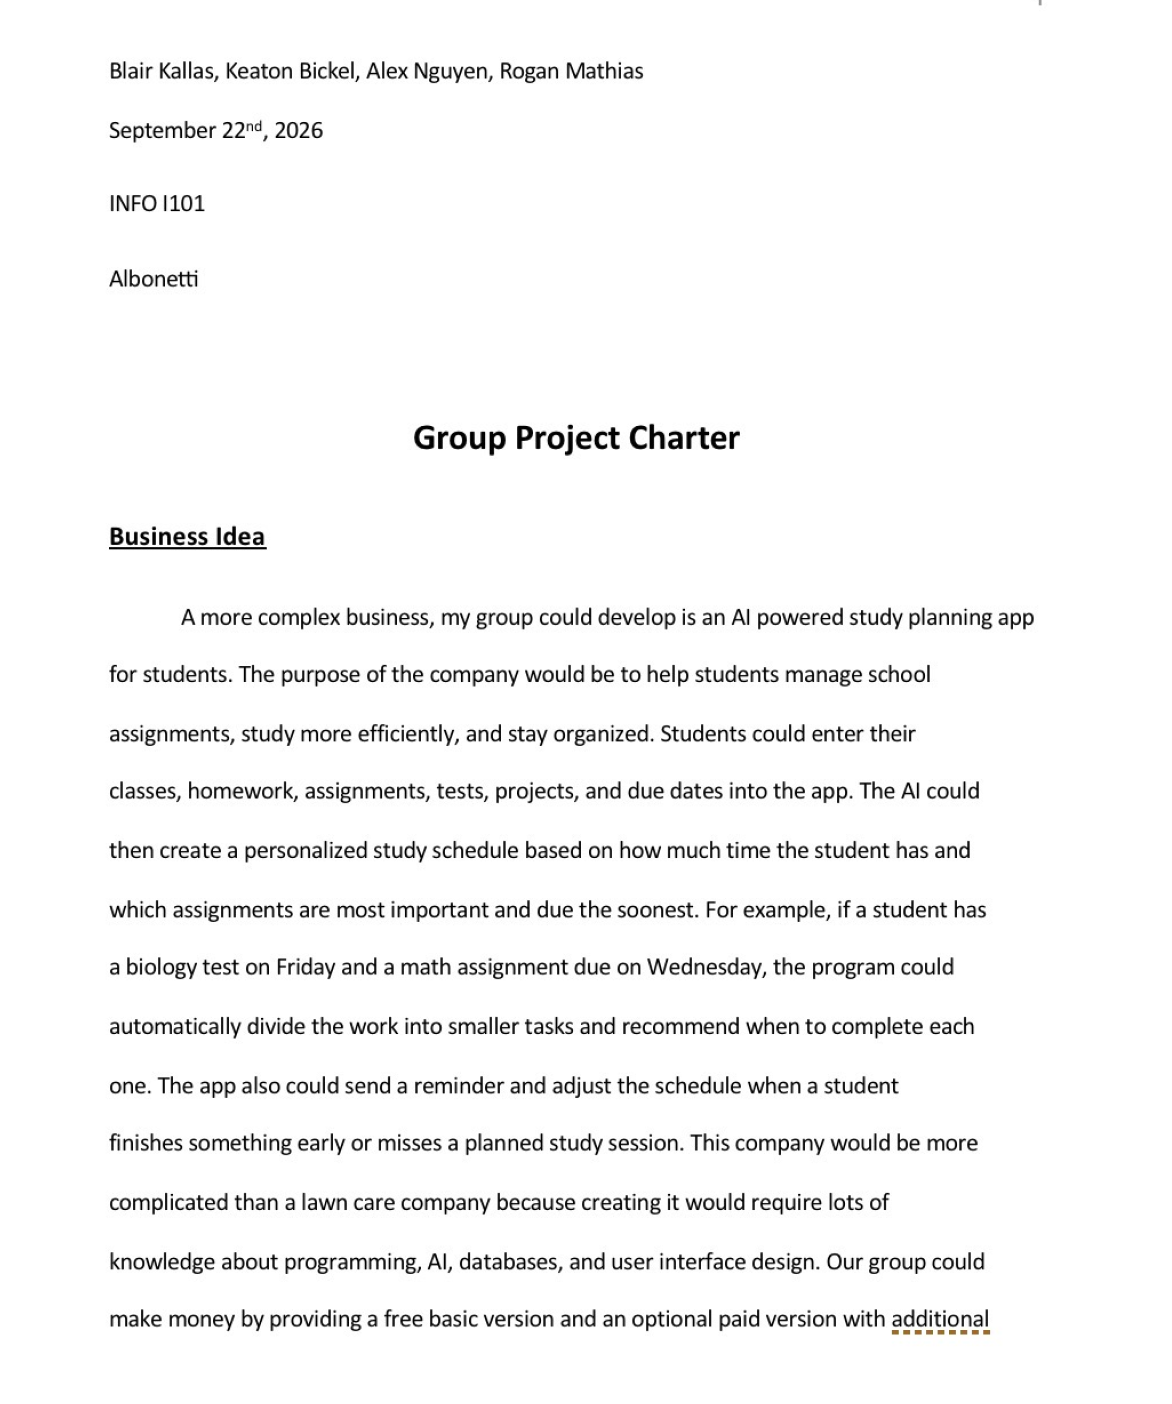 Blair Kallas, Keaton Bickel, Alex Nguyen, Rogan Mathias
September 22nd, 2026
INFO I101
Albonetti
Group Project Charter
Business Idea
A more complex business, my group could develop is an AI powered study planning app
for students. The purpose of the company would be to help students manage school
assignments, study more efficiently, and stay organized. Students could enter their
classes, homework, assignments, tests, projects, and due dates into the app. The AI could
then create a personalized study schedule based on how much time the student has and
which assignments are most important and due the soonest. For example, if a student has
a biology test on Friday and a math assignment due on Wednesday, the program could
automatically divide the work into smaller tasks and recommend when to complete each
one. The app also could send a reminder and adjust the schedule when a student
finishes something early or misses a planned study session. This company would be more
complicated than a lawn care company because creating it would require lots of
knowledge about programming, AI, databases, and user interface design. Our group could
make money by providing a free basic version and an optional paid version with additional